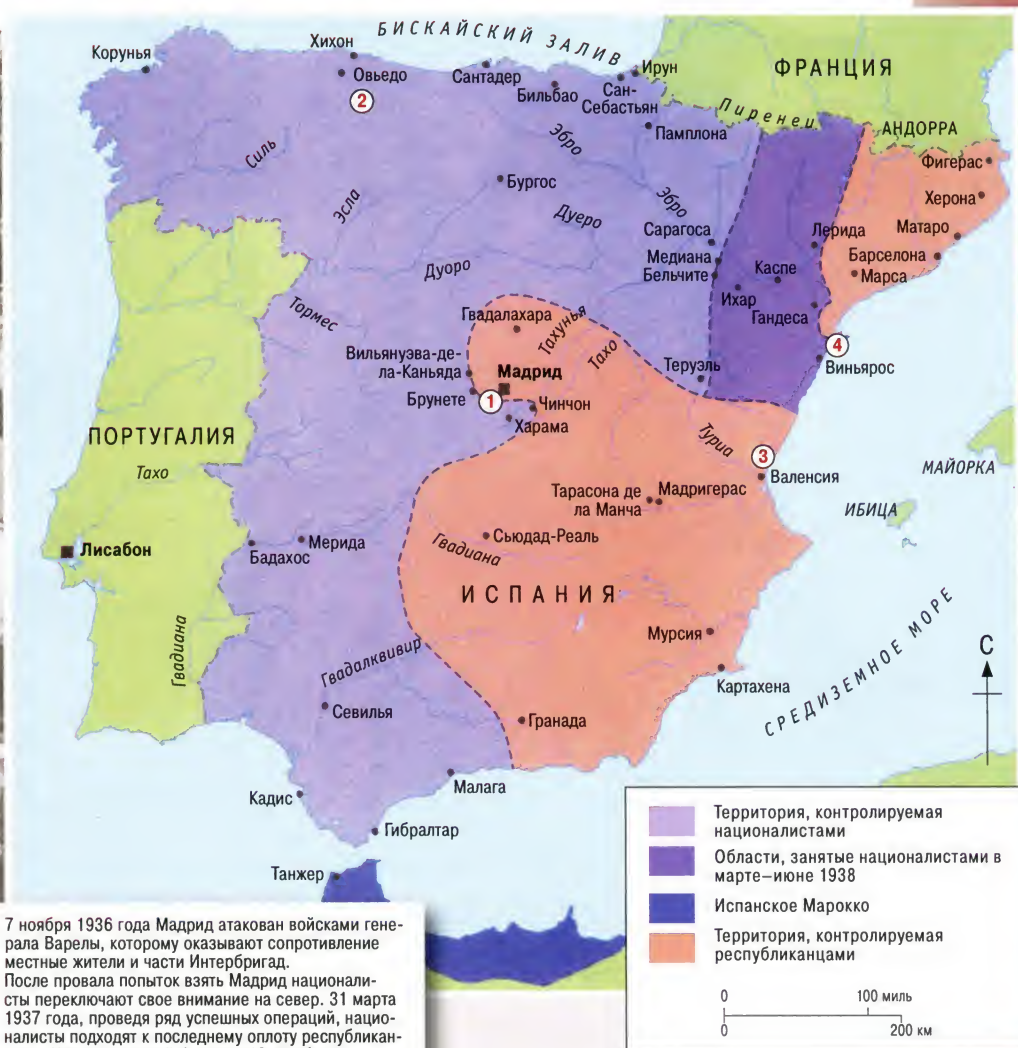 БИСКАЙСКИЙ ЗАЛИВ
Корунья
Хихон
Овьедо
2
Сантадер
Бильбао
Сан-
Себастьян
Ирун
ФРАНЦИЯ
Пиренеи
АНДОРРА
Памплона
Фигерас
Херона
Матаро
Барселона
Марса
Силь
Эсла
Эбро
Бургос
Дуеро
Эбро
Сарагоса
Медиана
Бельчите
Лерида
Каспе
Ихар
Гандеса
4
Виньярос
Дуоро
Тормес
Гвадалахара
Тахунья
Тахо
Теруэль
Вильянуэва-де-
ла-Каньяда
Мадрид
Брунете
1
Чинчон
Харама
ПОРТУГАЛИЯ
Тахо
Туриа
3
Валенсия
МАЙОРКА
ИБИЦА
Тарасона де
ла Манча
Мадригерас
Лисабон
Бадахос
Мерида
Сьюдад-Реаль
Гвадиана
ИСПАНИЯ
Гвадиана
Мурсия
Картахена
СРЕДИЗЕМНОЕ МОРЕ
С
Гвадалквивир
Севилья
Гранада
Кадис
Малага
Гибралтар
Танжер
Территория, контролируемая
националистами
Области, занятые националистами в
марте–июне 1938
Испанское Марокко
Территория, контролируемая
республиканцами
0
100 миль
0
200 км
7 ноября 1936 года Мадрид атакован войсками гене-
рала Варелы, которому оказывают сопротивление
местные жители и части Интербригад.
После провала попыток взять Мадрид национали-
сты переключают свое внимание на север. 31 марта
1937 года, проведя ряд успешных операций, нацио-
налисты подходят к последнему оплоту республикан-